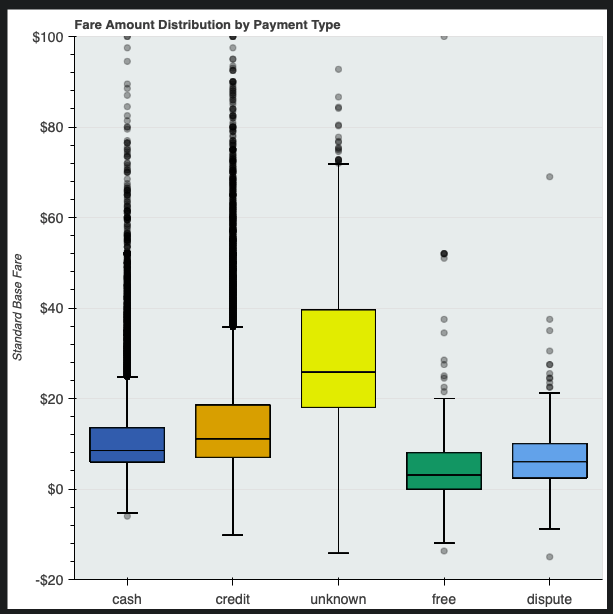 Fare Amount Distribution by Payment Type
$100
$80
$60
$40
$20
$0
-$20
Standard Base Fare
cash credit unknown free dispute